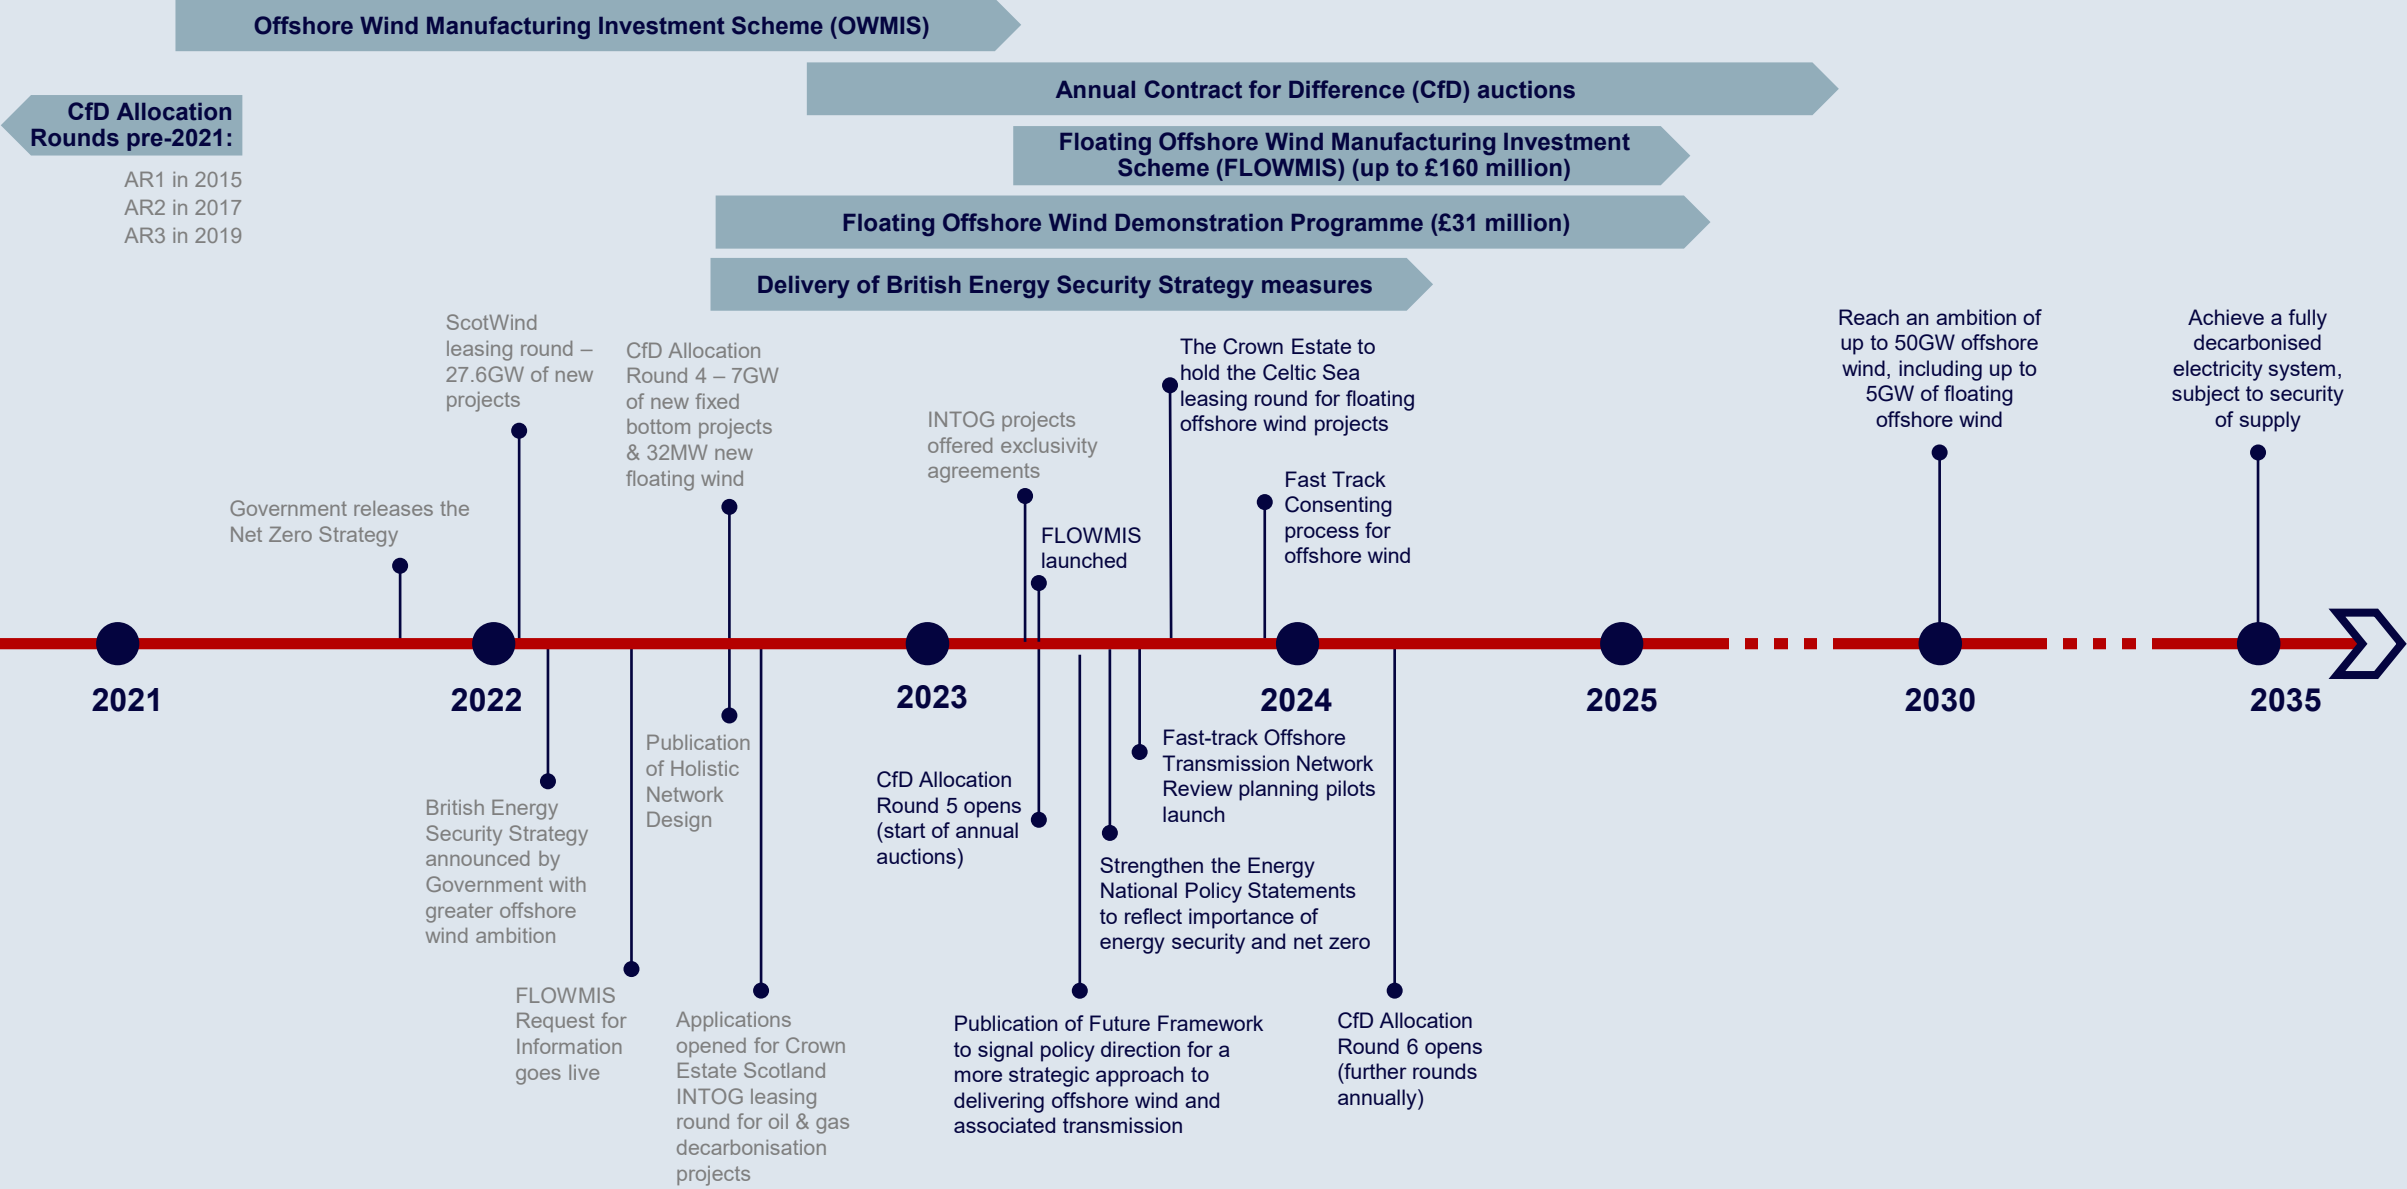 Offshore Wind Manufacturing Investment Scheme (OWMIS)
Annual Contract for Difference (CfD) auctions
CfD Allocation
Rounds pre-2021:
AR1 in 2015
AR2 in 2017
AR3 in 2019
Floating Offshore Wind Manufacturing Investment
Scheme (FLOWMIS) (up to £160 million)
Floating Offshore Wind Demonstration Programme (£31 million)
Delivery of British Energy Security Strategy measures
Government releases the
Net Zero Strategy
ScotWind
leasing round –
27.6GW of new
projects
CfD Allocation
Round 4 – 7GW
of new fixed
bottom projects
& 32MW new
floating wind
INTOG projects
offered exclusivity
agreements
FLOWMIS
launched
The Crown Estate to
hold the Celtic Sea
leasing round for floating
offshore wind projects
Fast Track
Consenting
process for
offshore wind
Reach an ambition of
up to 50GW offshore
wind, including up to
5GW of floating
offshore wind
Achieve a fully
decarbonised
electricity system,
subject to security
of supply
2021
2022
2023
2024
2025
2030
2035
British Energy
Security Strategy
announced by
Government with
greater offshore
wind ambition
FLOWMIS
Request for
Information
goes live
Publication
of Holistic
Network
Design
Applications
opened for Crown
Estate Scotland
INTOG leasing
round for oil & gas
decarbonisation
projects
CfD Allocation
Round 5 opens
(start of annual
auctions)
Publication of Future Framework
to signal policy direction for a
more strategic approach to
delivering offshore wind and
associated transmission
Strengthen the Energy
National Policy Statements
to reflect importance of
energy security and net zero
Fast-track Offshore
Transmission Network
Review planning pilots
launch
CfD Allocation
Round 6 opens
(further rounds
annually)